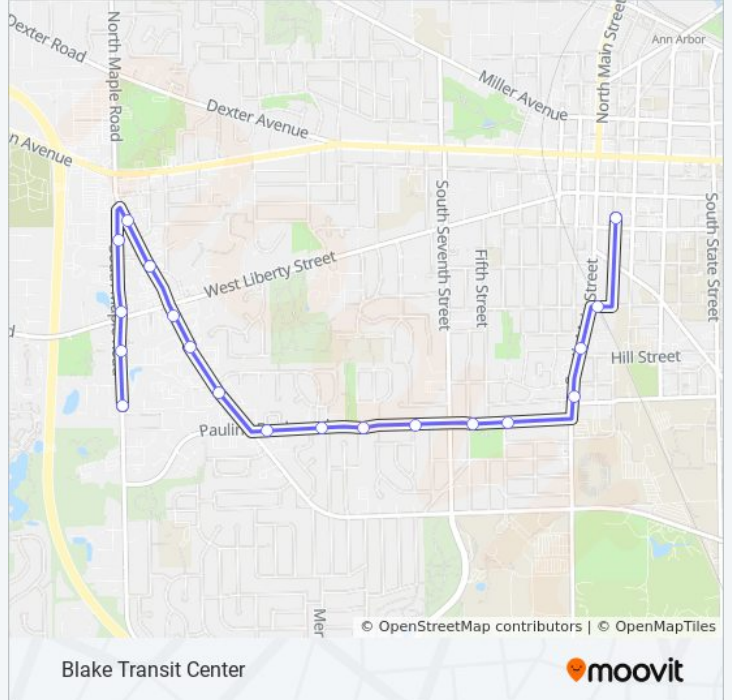 North Maple Road
Dexter Road
Ann Arbor
North Main Street
Miller Avenue
Dexter Avenue
n Avenue
South Seventh Street
South State Street
West Liberty Street
Fifth Street
Street
Hill Street
Paulin
Mer
© OpenStreetMap contributors | © OpenMapTiles
Blake Transit Center
moovit